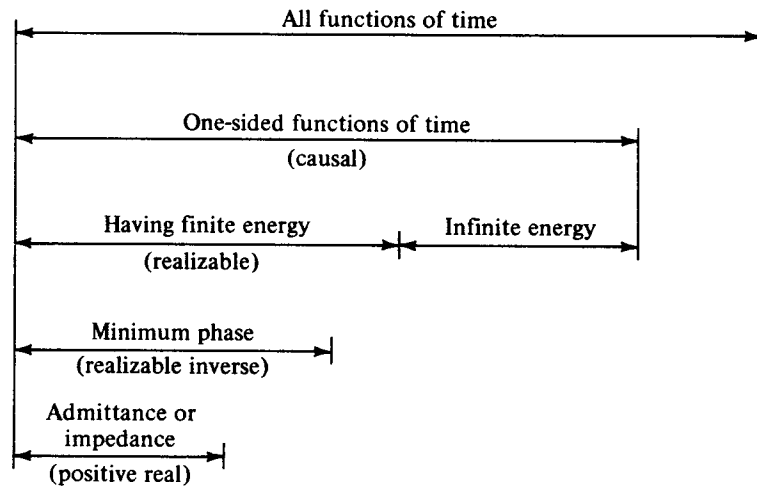 All functions of time
One-sided functions of time
(causal)
Having finite energy
Infinite energy
(realizable)
Minimum phase
(realizable inverse)
Admittance or
impedance
(positive real)